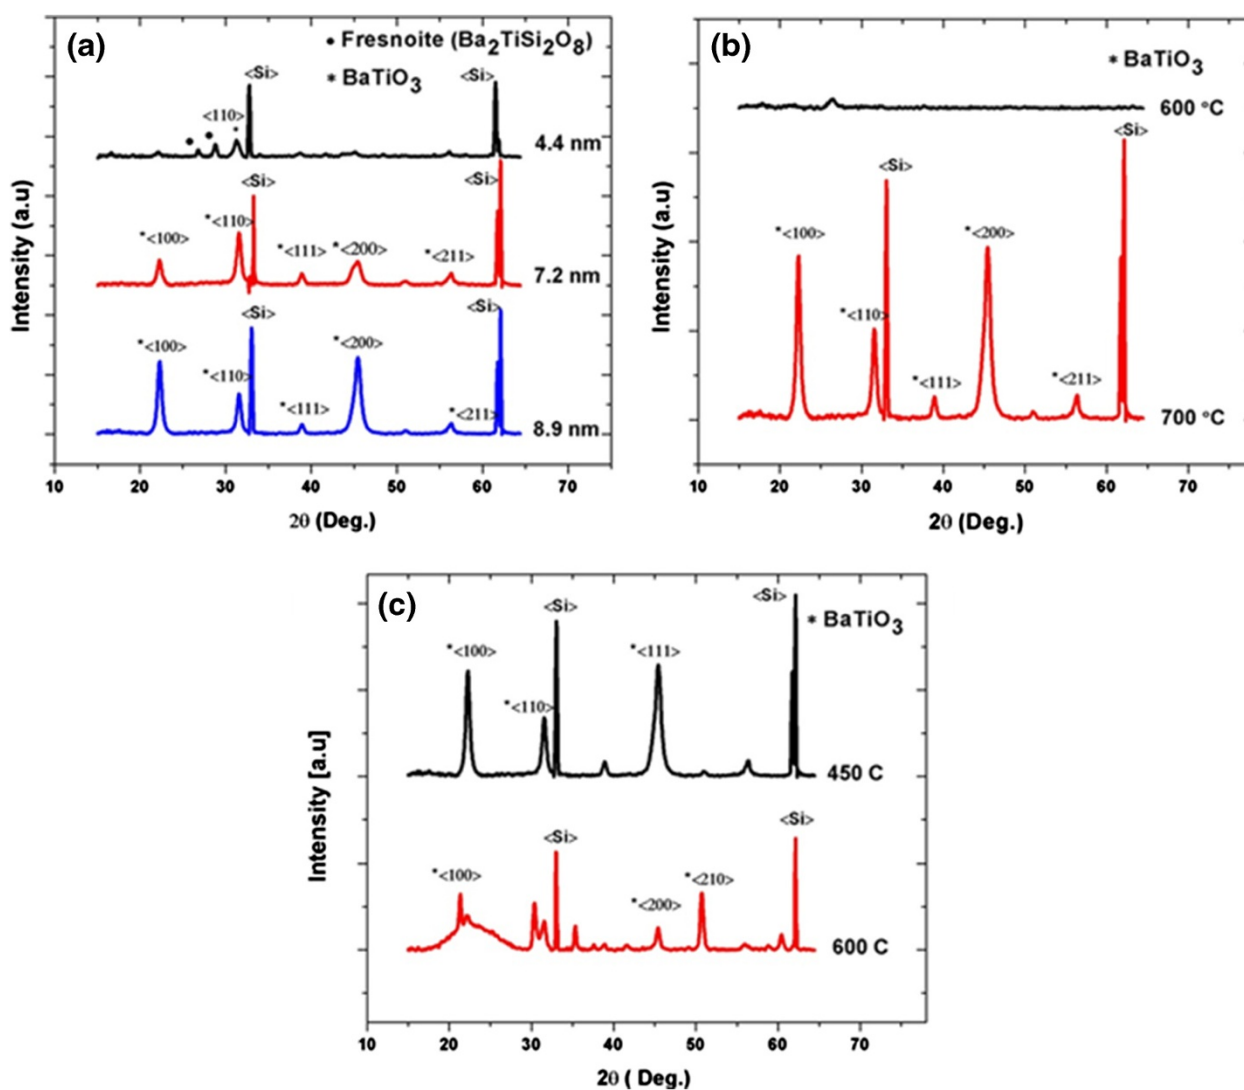 (a)
• Fresnoite (Ba2TiSi2O8)
* BaTiO3
<Si>
<Si>
<110>
*
4.4 nm
<Si>
<Si>
*<100>
*<110>
*<111>
*<200>
*<211>
7.2 nm
<Si>
<Si>
*<100>
*<110>
*<111>
*<200>
*<211>
8.9 nm
Intensity (a.u)
10 20 30 40 50 60 70
2θ (Deg.)
(b)
* BaTiO3
600 °C
<Si>
<Si>
*<100>
*<110>
*<111>
*<200>
*<211>
700 °C
Intensity (a.u)
10 20 30 40 50 60 70
2θ (Deg.)
(c)
* BaTiO3
<Si>
<Si>
*<100>
*<110>
*<111>
450 C
<Si>
<Si>
*<100>
*<200>
*<210>
600 C
Intensity [a.u]
10 20 30 40 50 60 70
2θ ( Deg.)